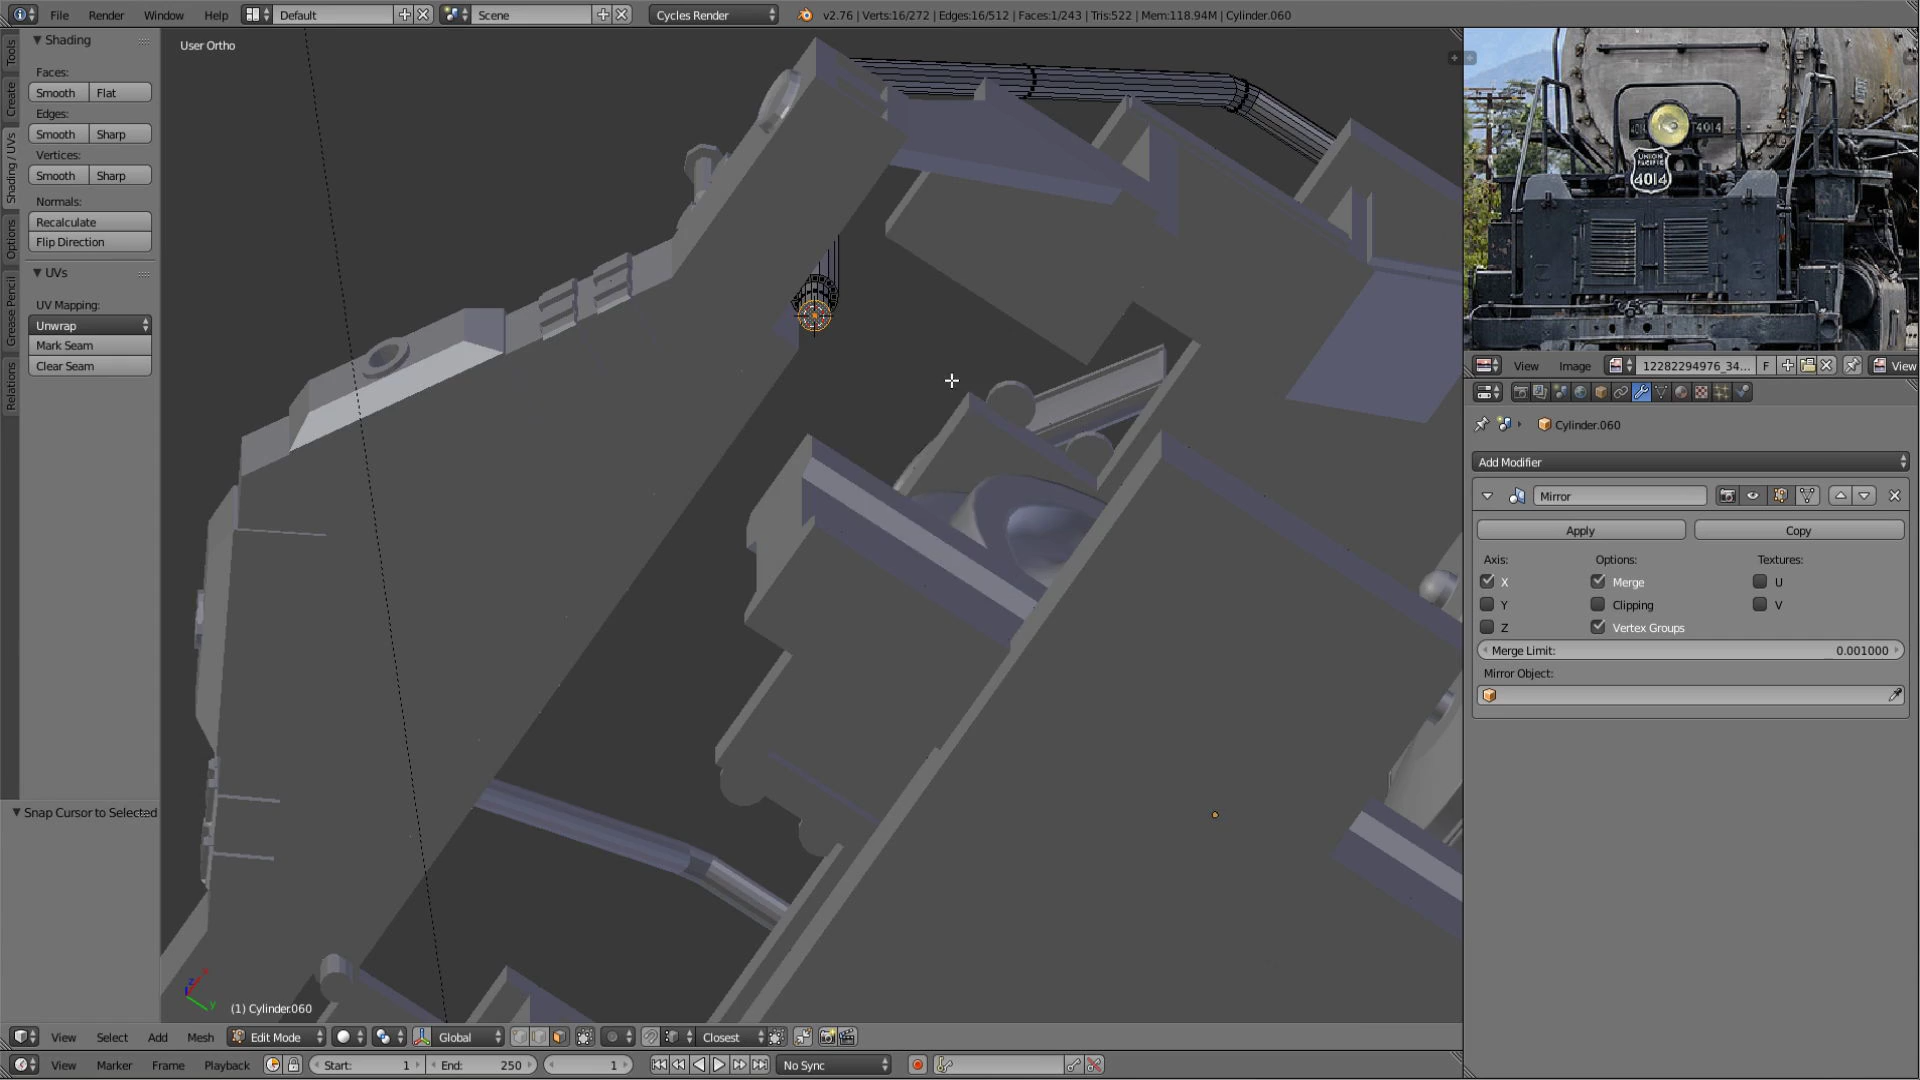 File Render Window Help Default Scene Cycles Render v2.76 | Verts:16/272 | Edges:16/512 | Faces:1/243 | Tris:522 | Mem:118.94M | Cylinder.060
Tools
Create
Shading / UVs
Options
Grease Pencil
Relations
Shading
Faces:
Smooth Flat
Edges:
Smooth Sharp
Vertices:
Smooth Sharp
Normals:
Recalculate
Flip Direction
UVs
UV Mapping:
Unwrap
Mark Seam
Clear Seam
Snap Cursor to Selected
User Ortho
(1) Cylinder.060
4014
UNION
PACIFIC
4014
View Image 12282294976_34... F View
Cylinder.060
Add Modifier
Mirror
Apply Copy
Axis: Options: Textures:
X Merge U
Y Clipping V
Z Vertex Groups
Merge Limit: 0.001000
Mirror Object:
x
z
y
View Select Add Mesh Edit Mode Global Closest
View Marker Frame Playback Start: 1 End: 250 1 No Sync